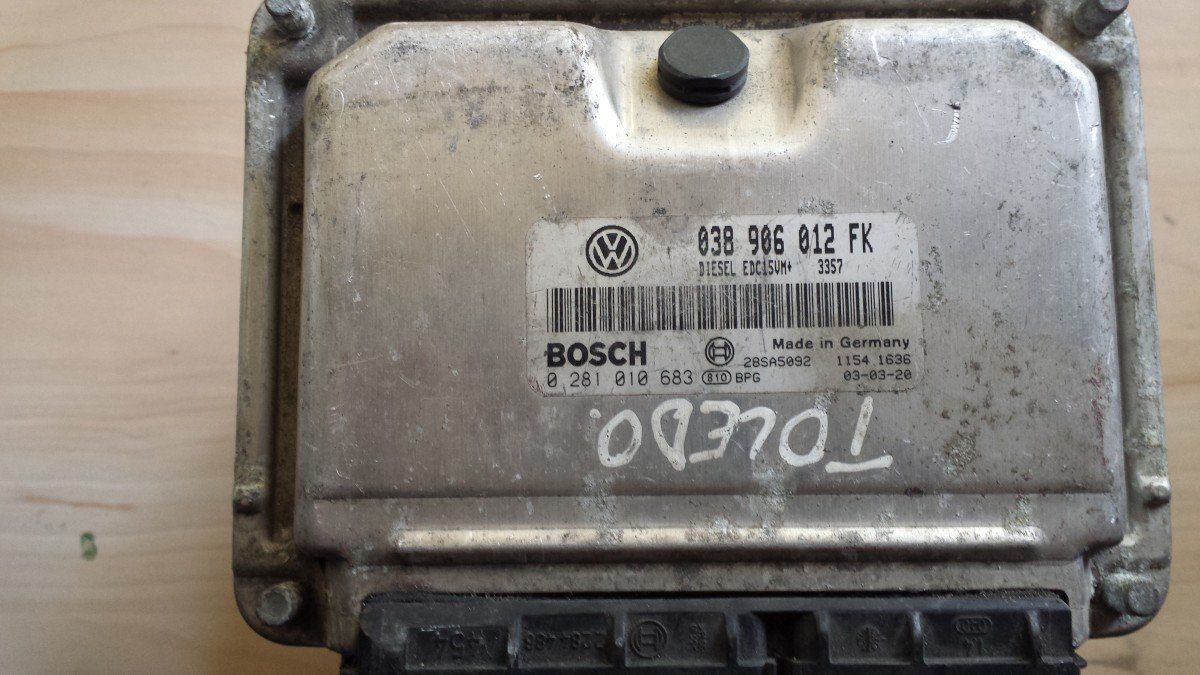 038 906 012 FK
DIESEL EDC15VM+ 3357
BOSCH
Made in Germany
28SA5092 1154 1636
0 281 010 683 810 BPG 03-03-20
TOLEDO.